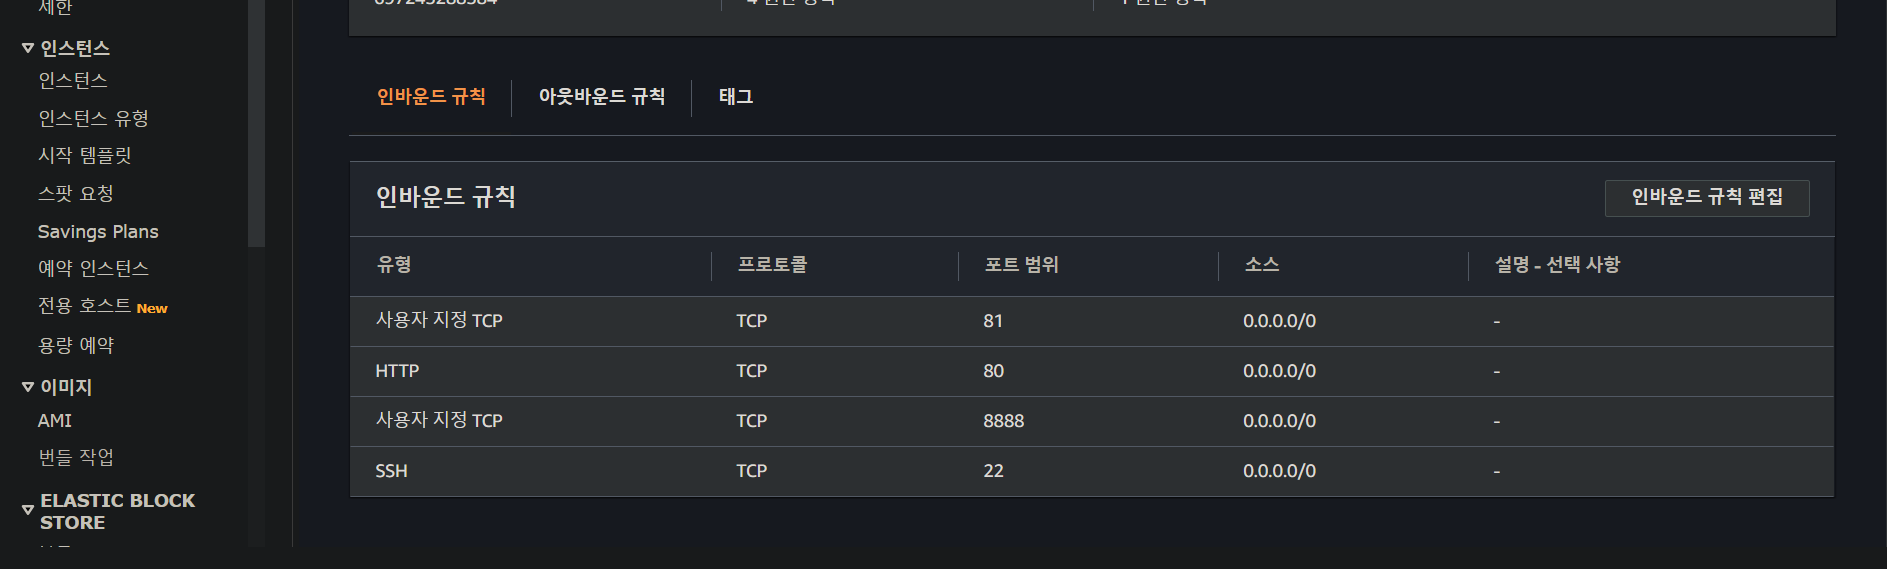 제한
인스턴스
인스턴스
인스턴스 유형
시작 템플릿
스팟 요청
Savings Plans
예약 인스턴스
전용 호스트 New
용량 예약
이미지
AMI
번들 작업
ELASTIC BLOCK
STORE
인바운드 규칙 아웃바운드 규칙 태그
인바운드 규칙 인바운드 규칙 편집
유형 프로토콜 포트 범위 소스 설명 - 선택 사항
사용자 지정 TCP TCP 81 0.0.0.0/0 -
HTTP TCP 80 0.0.0.0/0 -
사용자 지정 TCP TCP 8888 0.0.0.0/0 -
SSH TCP 22 0.0.0.0/0 -